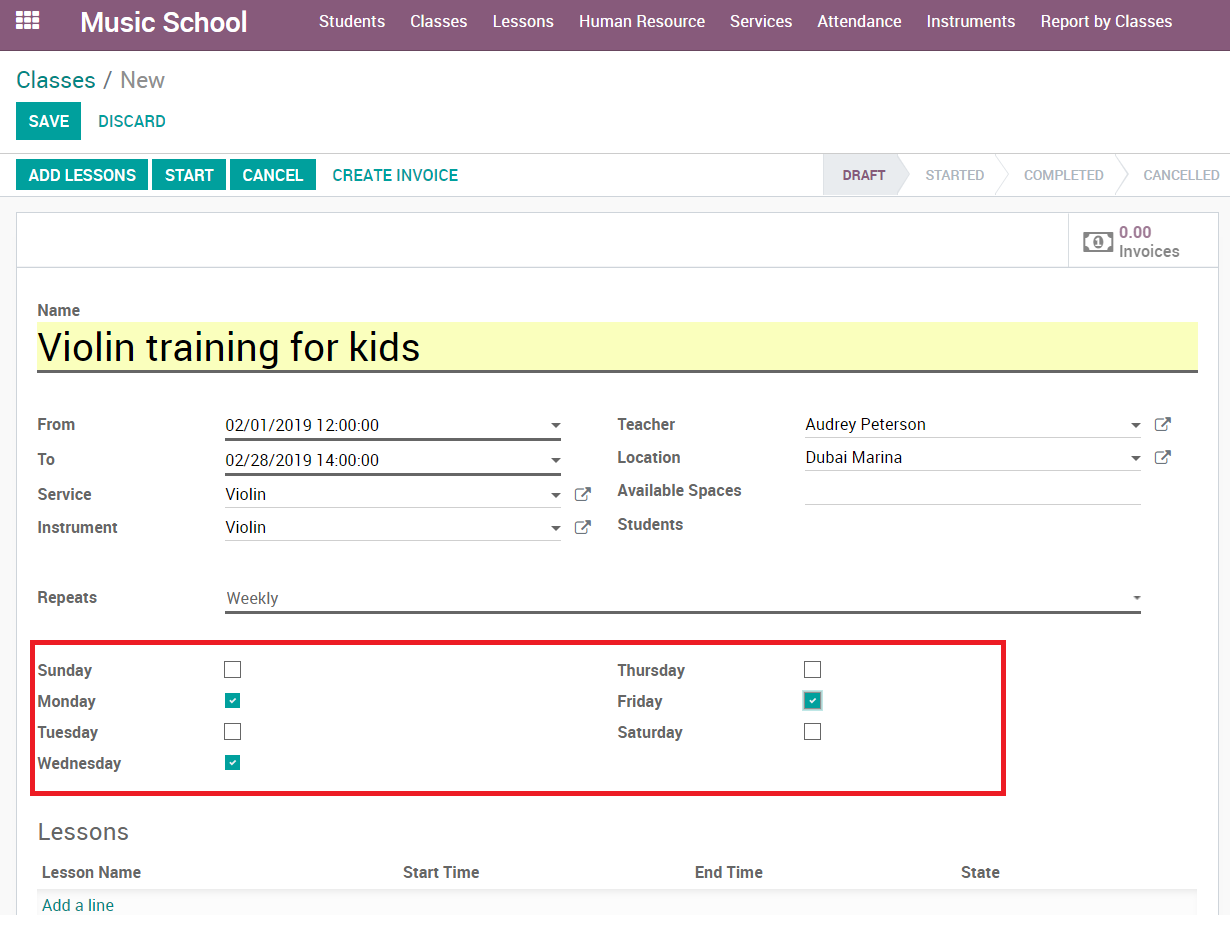 Music School Students Classes Lessons Human Resource Services Attendance Instruments Report by Classes
Classes / New
SAVE DISCARD
ADD LESSONS START CANCEL CREATE INVOICE DRAFT STARTED COMPLETED CANCELLED
1 0.00
Invoices
Name
Violin training for kids
From 02/01/2019 12:00:00 Teacher Audrey Peterson
To 02/28/2019 14:00:00 Location Dubai Marina
Service Violin Available Spaces
Instrument Violin Students
Repeats Weekly
Sunday Thursday
Monday Friday
Tuesday Saturday
Wednesday
Lessons
Lesson Name Start Time End Time State
Add a line